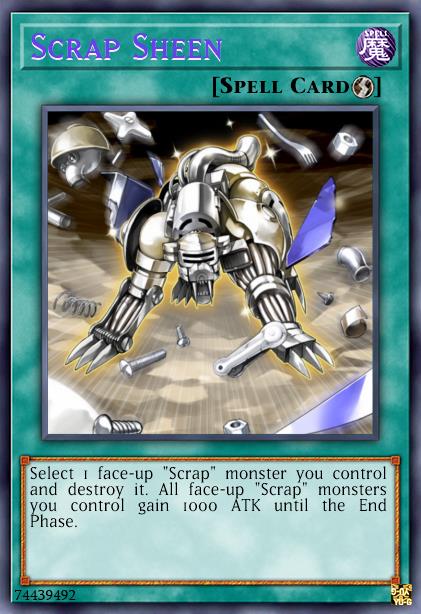 Scrap Sheen
SPELL
魔
[Spell Card]
Select 1 face-up "Scrap" monster you control
and destroy it. All face-up "Scrap" monsters
you control gain 1000 ATK until the End
Phase.
74439492